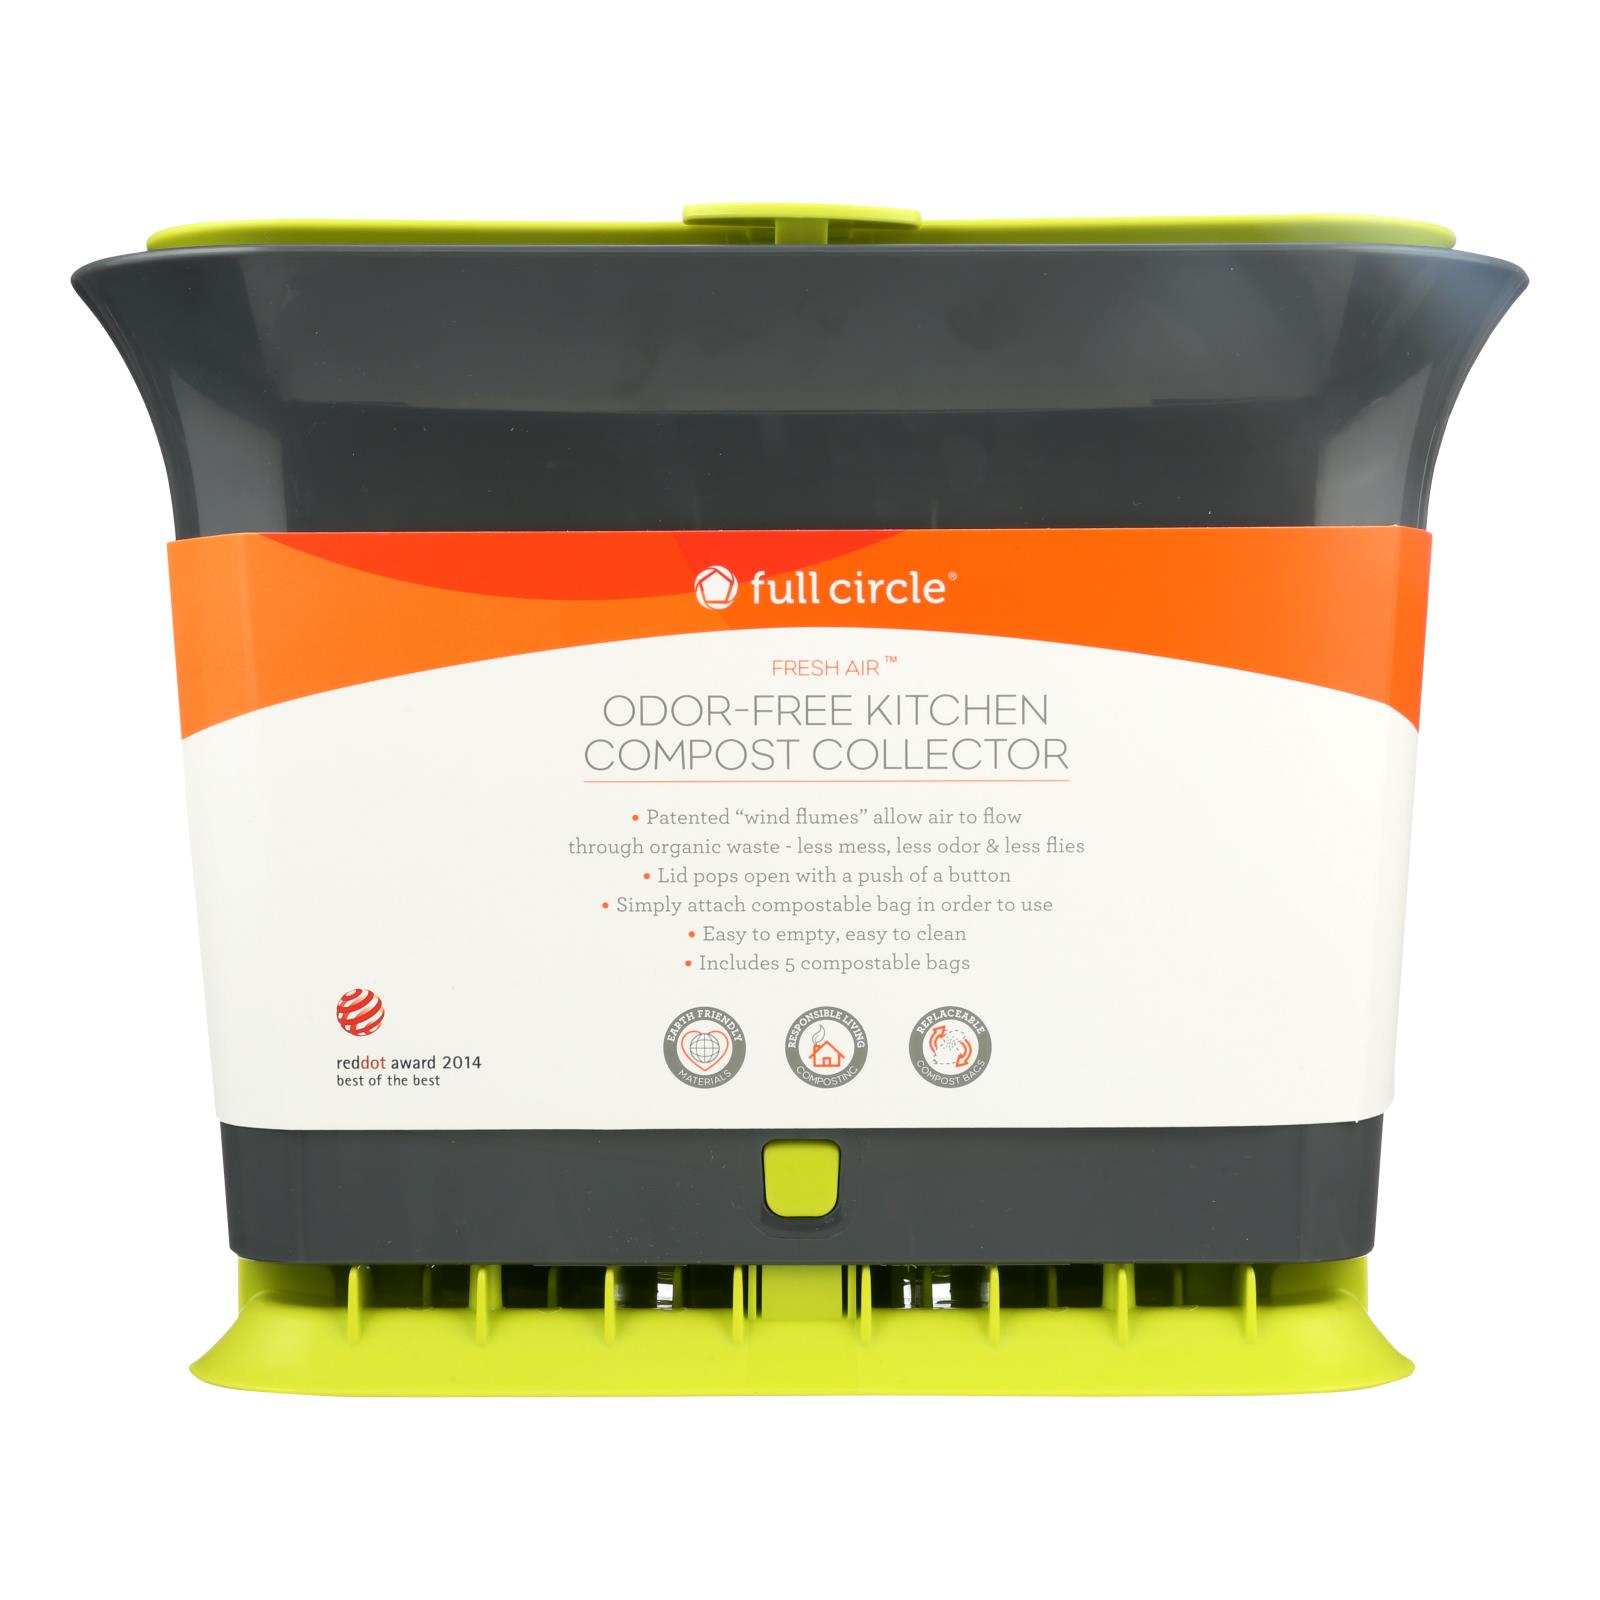 full circle®
FRESH AIR™
ODOR-FREE KITCHEN
COMPOST COLLECTOR
• Patented “wind flumes” allow air to flow
through organic waste - less mess, less odor & less flies
• Lid pops open with a push of a button
• Simply attach compostable bag in order to use
• Easy to empty, easy to clean
• Includes 5 compostable bags
reddot award 2014
best of the best
EARTH FRIENDLY
MATERIALS
RESPONSIBLE LIVING
COMPOSTING
REPLACEABLE
COMPOST BAGS